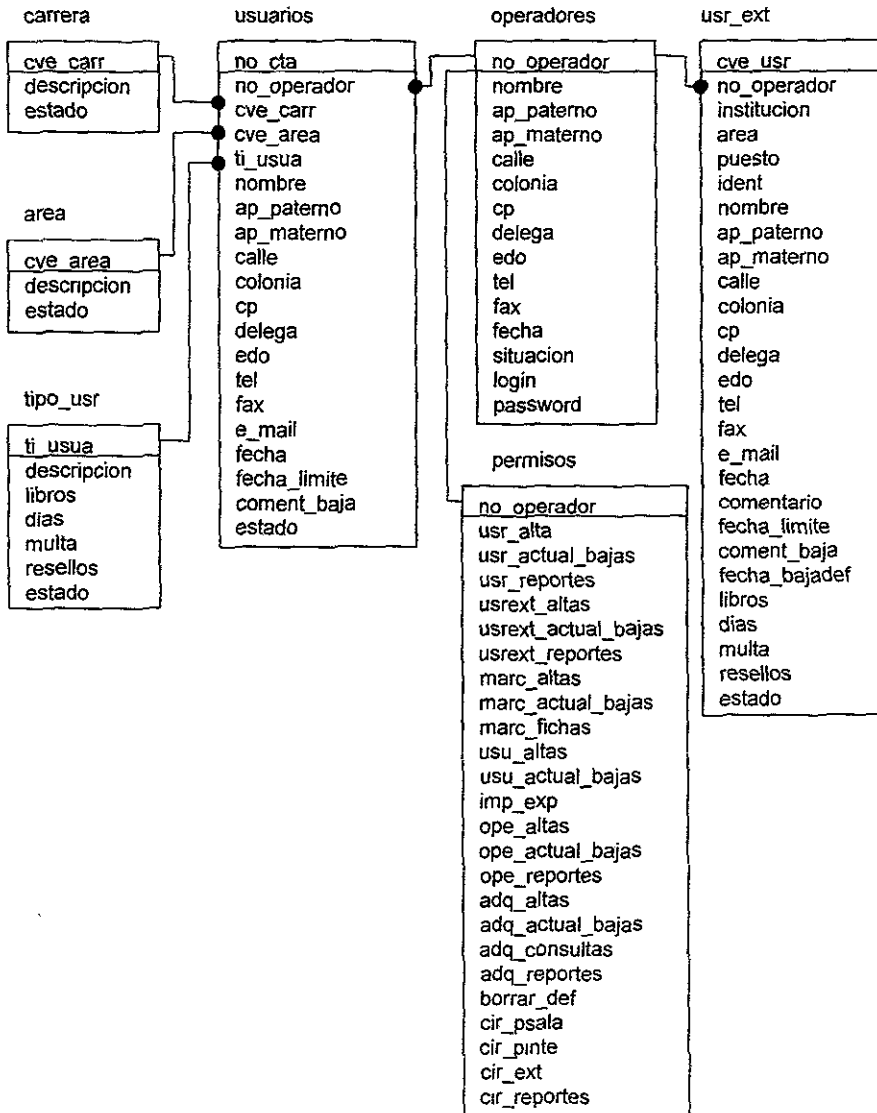 carrera
cve_carr
descripcion
estado
area
cve_area
descripcion
estado
tipo_usr
ti_usua
descripcion
libros
dias
multa
resellos
estado
usuarios
no_cta
no_operador
cve_carr
cve_area
ti_usua
nombre
ap_paterno
ap_materno
calle
colonia
cp
delega
edo
tel
fax
e_mail
fecha
fecha_limite
coment_baja
estado
operadores
no_operador
nombre
ap_paterno
ap_materno
calle
colonia
cp
delega
edo
tel
fax
fecha
situacion
login
password
permisos
no_operador
usr_alta
usr_actual_bajas
usr_reportes
usrext_altas
usrext_actual_bajas
usrext_reportes
marc_altas
marc_actual_bajas
marc_fichas
usu_altas
usu_actual_bajas
imp_exp
ope_altas
ope_actual_bajas
ope_reportes
adq_altas
adq_actual_bajas
adq_consultas
adq_reportes
borrar_def
cir_psala
cir_pinte
cir_ext
cir_reportes
usr_ext
cve_usr
no_operador
institucion
area
puesto
ident
nombre
ap_paterno
ap_materno
calle
colonia
cp
delega
edo
tel
fax
e_mail
fecha
comentario
fecha_limite
coment_baja
fecha_bajadef
libros
dias
multa
resellos
estado